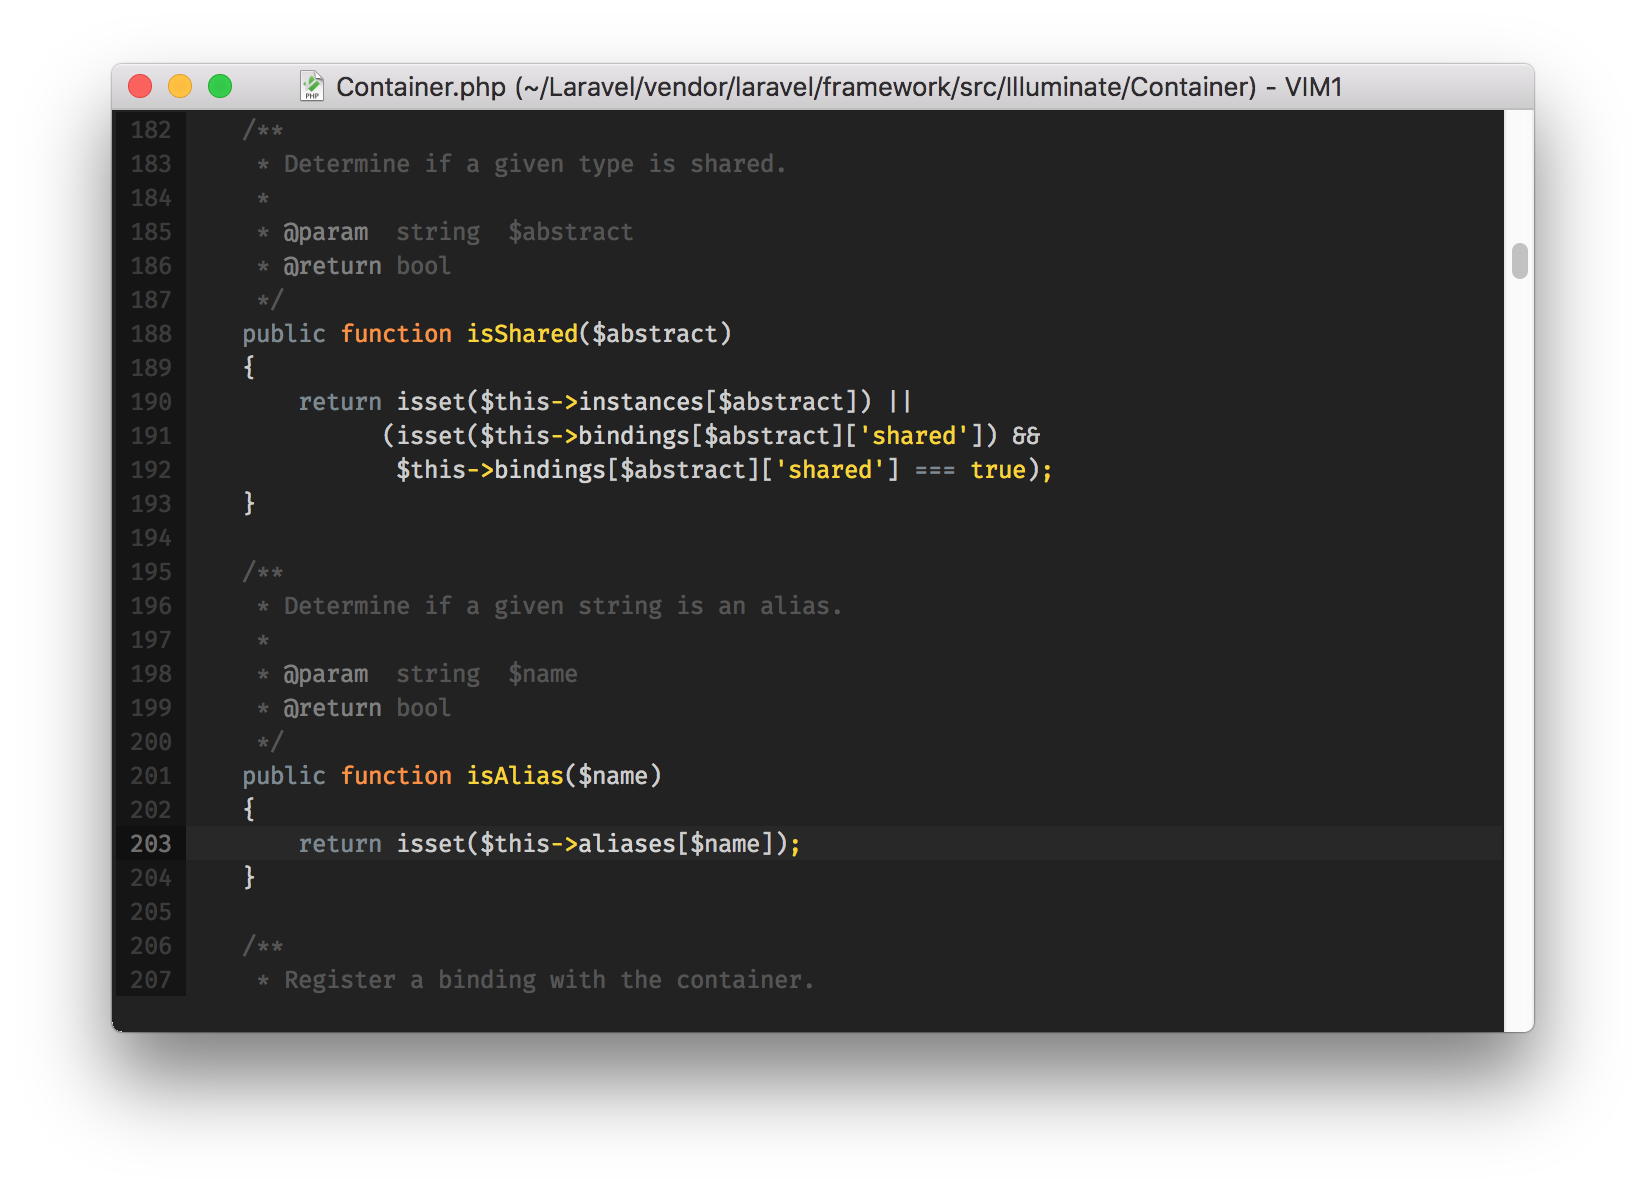 Container.php (~/Laravel/vendor/laravel/framework/src/Illuminate/Container) - VIM1
182    /**
183     * Determine if a given type is shared.
184     *
185     * @param  string  $abstract
186     * @return bool
187     */
188    public function isShared($abstract)
189    {
190        return isset($this->instances[$abstract]) ||
191              (isset($this->bindings[$abstract]['shared']) &&
192               $this->bindings[$abstract]['shared'] === true);
193    }
194
195    /**
196     * Determine if a given string is an alias.
197     *
198     * @param  string  $name
199     * @return bool
200     */
201    public function isAlias($name)
202    {
203        return isset($this->aliases[$name]);
204    }
205
206    /**
207     * Register a binding with the container.